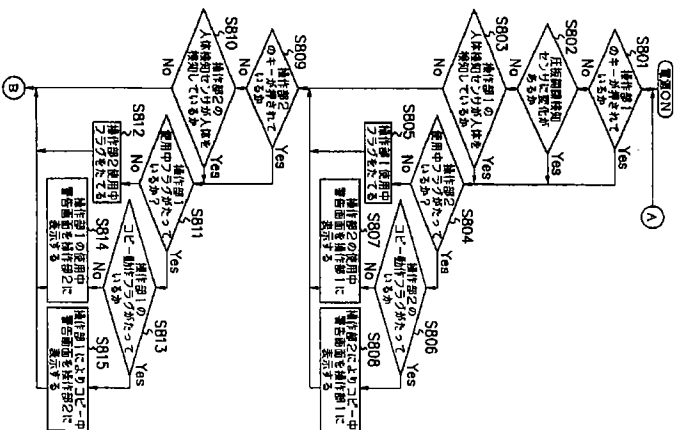 電源ON
A
S801
操作部1
のキーが押されて
いるか
Yes
No
S802
圧板開閉検知
センサに変化が
あるか
Yes
No
S803
操作部1の
人体検知センサが人体を
検知しているか
Yes
No
S804
操作部2
使用中フラグがたって
いるか?
Yes
No
S805
操作部1使用中
フラグをたてる
S806
操作部2の
コピー動作フラグがたって
いるか
Yes
No
S807
操作部2の使用中
警告画面を操作部1に
表示する
S808
操作部2によりコピー中
警告画面を操作部1に
表示する
S809
操作部2
のキーが押されて
いるか
Yes
No
S810
操作部2の
人体検知センサが人体を
検知しているか
Yes
No
S811
操作部1
使用中フラグがたって
いるか?
Yes
No
S812
操作部2使用中
フラグをたてる
S813
操作部1の
コピー動作フラグがたって
いるか
Yes
No
S814
操作部1の使用中
警告画面を操作部2に
表示する
S815
操作部1によりコピー中
警告画面を操作部2に
表示する
B